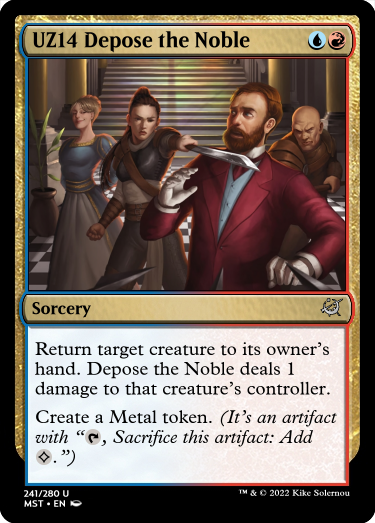 UZ14 Depose the Noble
Sorcery
Return target creature to its owner's
hand. Depose the Noble deals 1
damage to that creature's controller.
Create a Metal token. (It's an artifact
with “, Sacrifice this artifact: Add
.”)
241/280 U
MST • EN
™ & © 2022 Kike Solernou